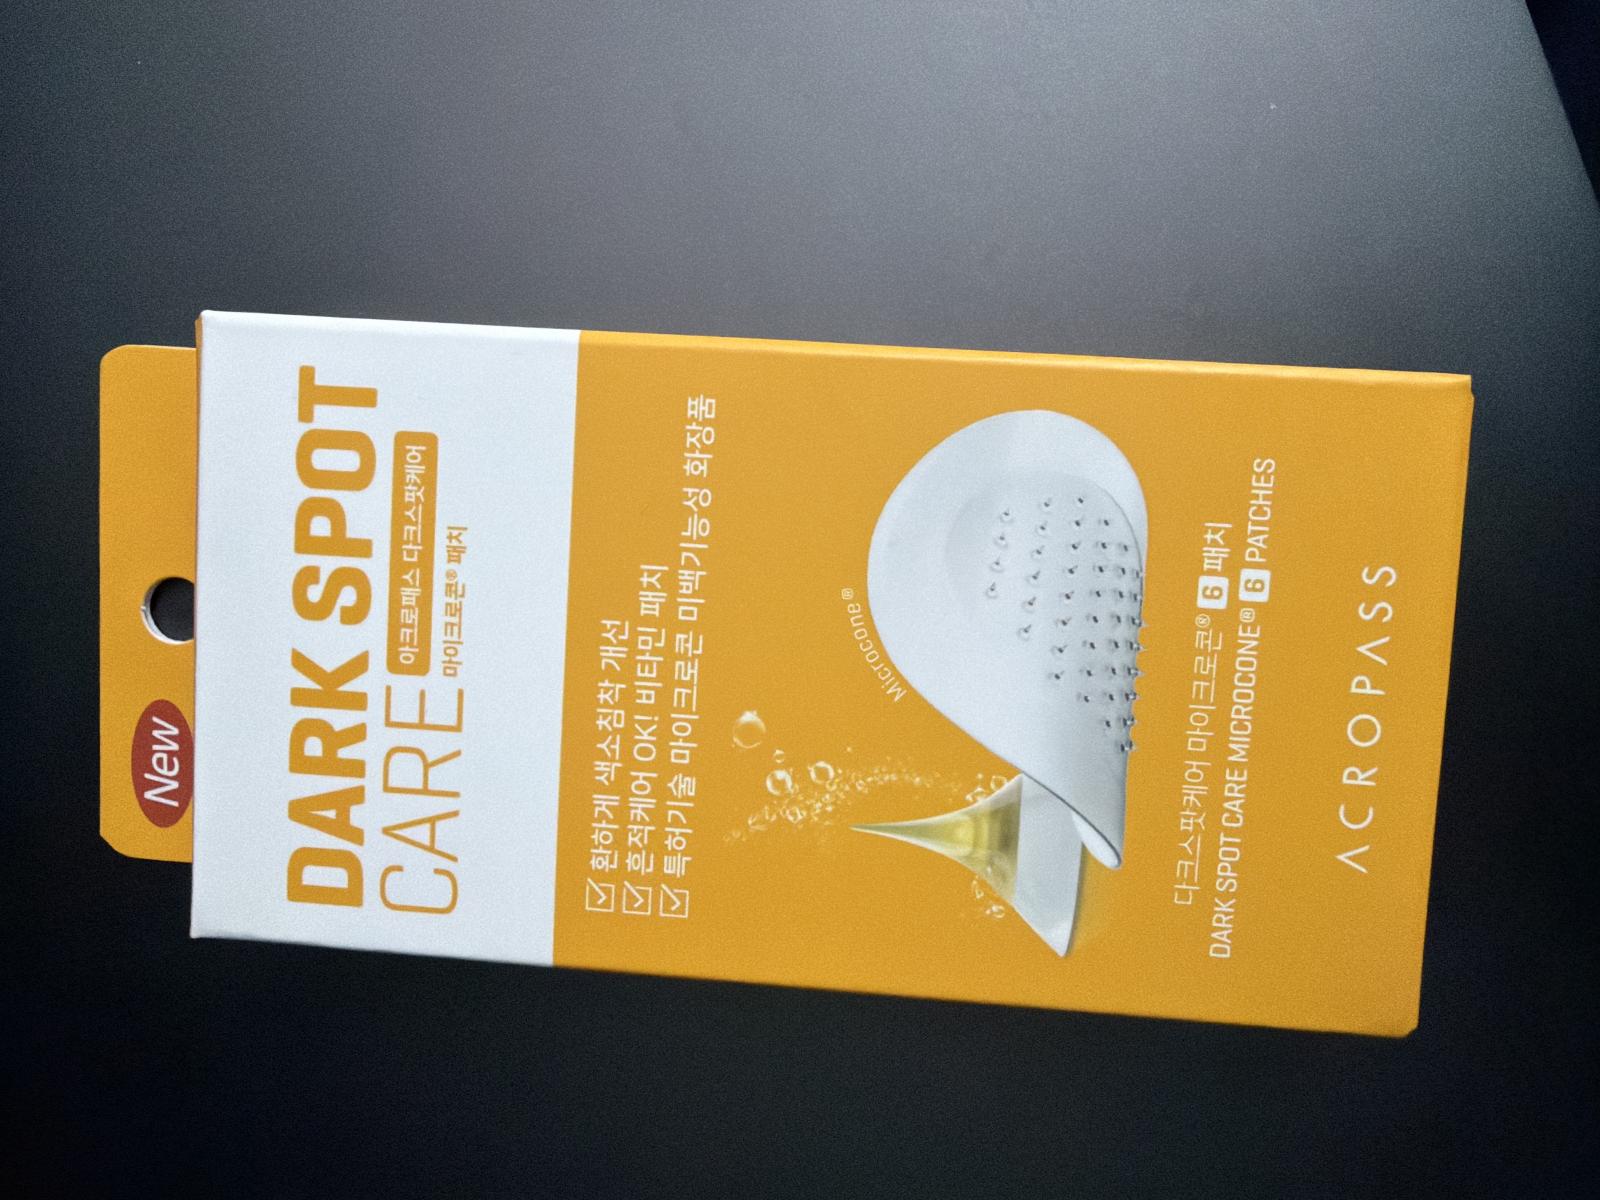 New
DARK SPOT
CARE
아크로패스 다크스팟케어
마이크로콘® 패치
환하게 색소침착 개선
흔적케어 OK! 비타민 패치
특허기술 마이크로콘 미백기능성 화장품
Microcone®
다크스팟케어 마이크로콘® 6 패치
DARK SPOT CARE MICROCONE® 6 PATCHES
ACROPASS